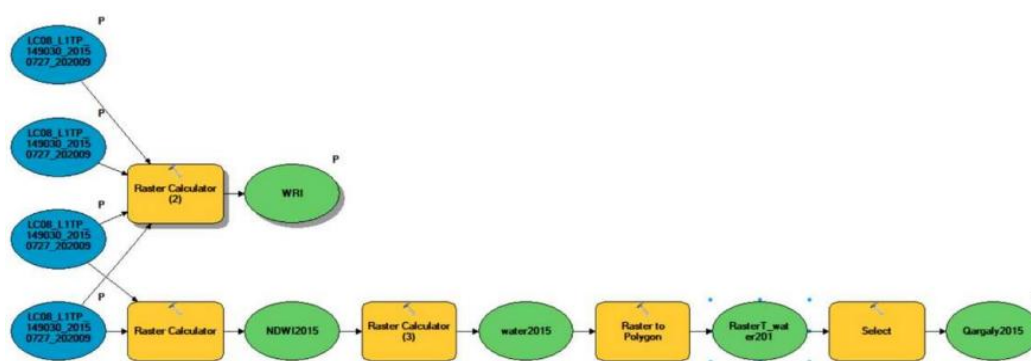 P
LC08_L1TP_
149030_2015
0727_202009
P
LC08_L1TP_
149030_2015
0727_202009
P
Raster Calculator
(2)
WRI
P
LC08_L1TP_
149030_2015
0727_202009
P
LC08_L1TP_
149030_2015
0727_202009
Raster Calculator
NDWI2015
Raster Calculator
(3)
water2015
Raster to
Polygon
RasterT_wat
er201
Select
Qargaly2015